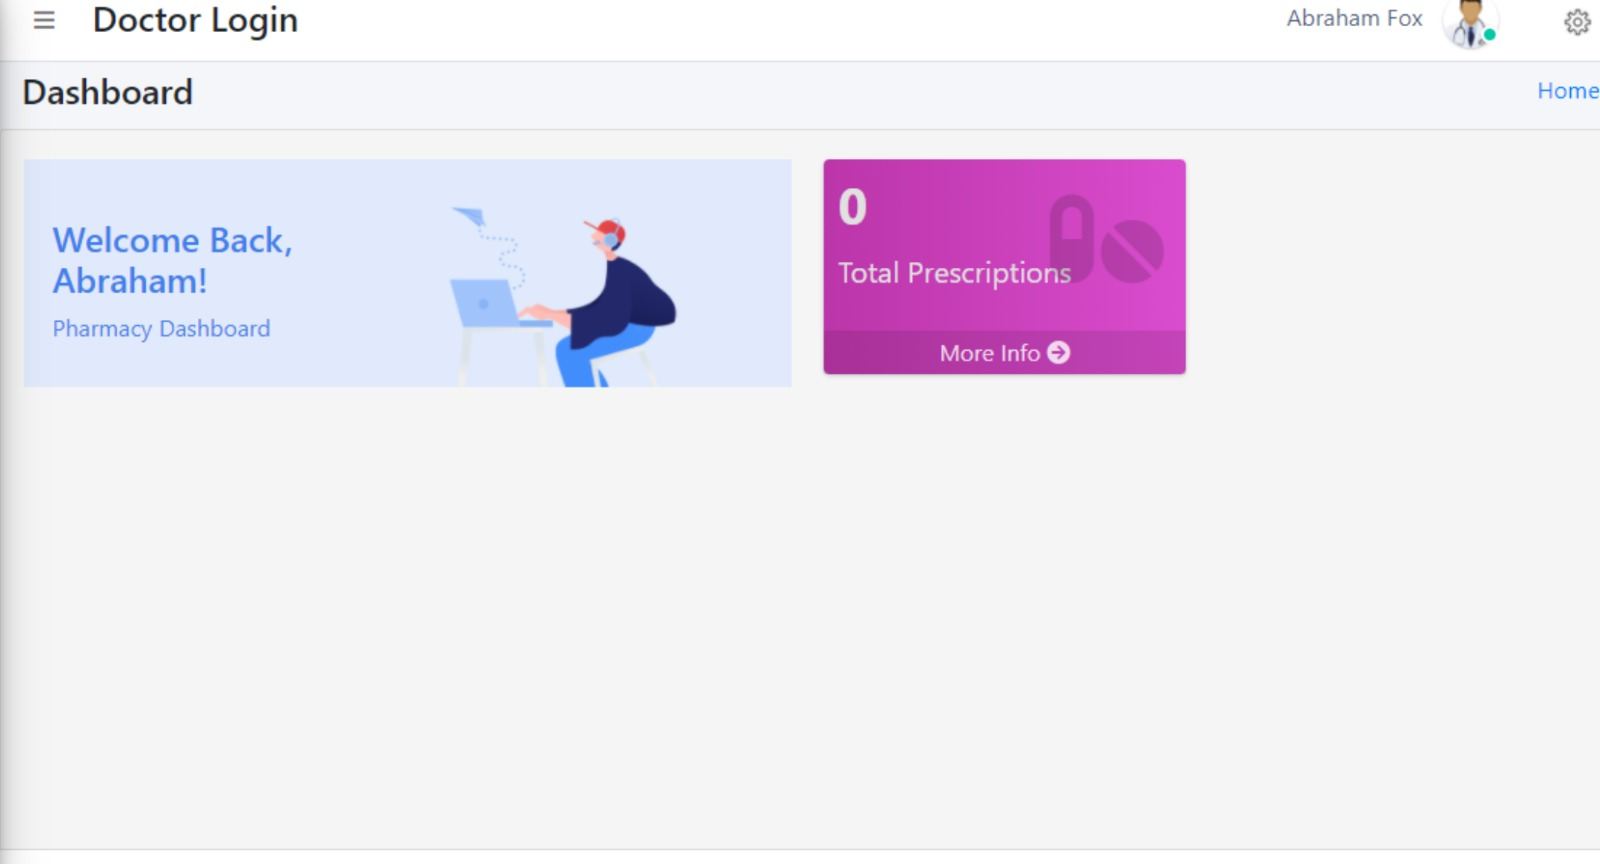 Doctor Login
Abraham Fox
Dashboard
Home
Welcome Back,
Abraham!
Pharmacy Dashboard
0
Total Prescriptions
More Info